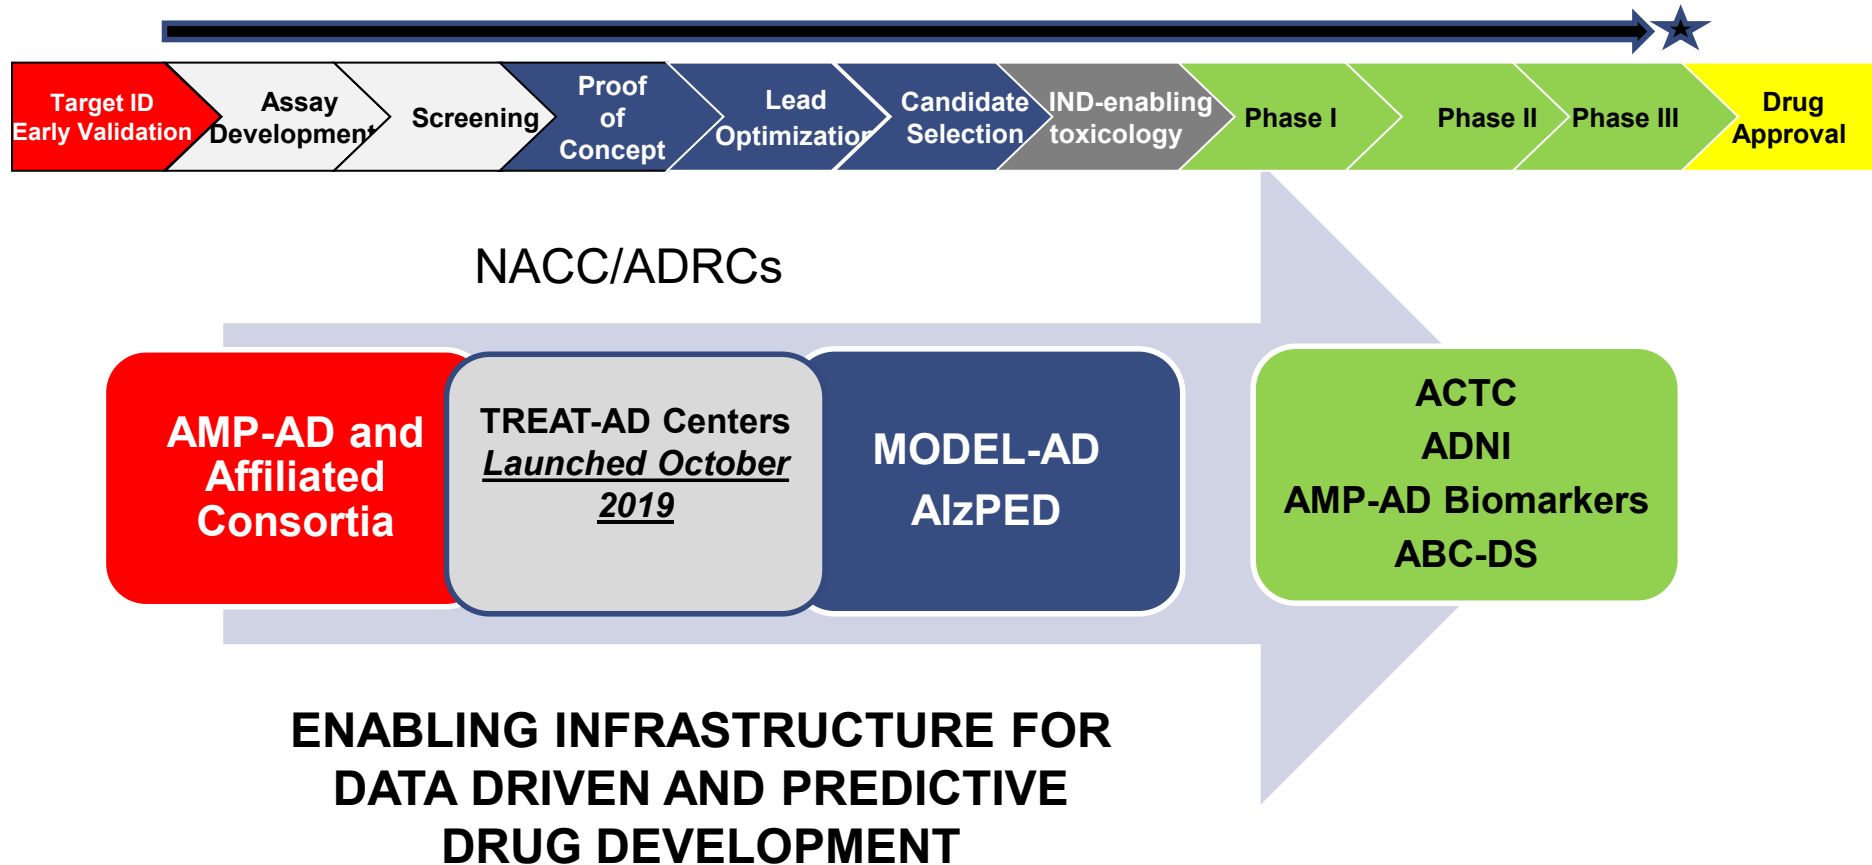 Target ID
Early Validation
Assay
Development
Screening
Proof
of
Concept
Lead
Optimization
Candidate
Selection
IND-enabling
toxicology
Phase I
Phase II
Phase III
Drug
Approval
NACC/ADRCs
AMP-AD and
Affiliated
Consortia
TREAT-AD Centers
Launched October
2019
MODEL-AD
AlzPED
ACTC
ADNI
AMP-AD Biomarkers
ABC-DS
ENABLING INFRASTRUCTURE FOR
DATA DRIVEN AND PREDICTIVE
DRUG DEVELOPMENT